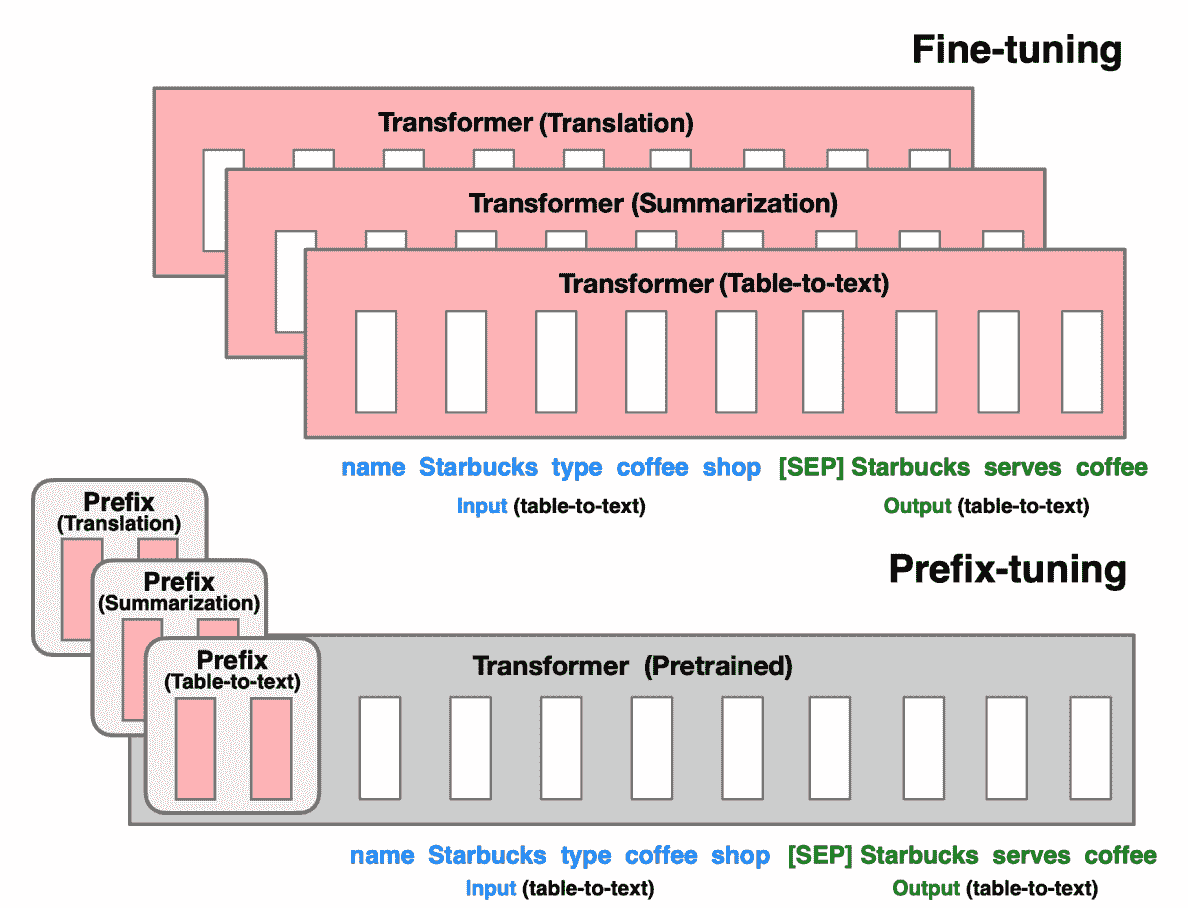 Fine-tuning
Transformer (Translation)
Transformer (Summarization)
Transformer (Table-to-text)
name Starbucks type coffee shop [SEP] Starbucks serves coffee
Input (table-to-text) Output (table-to-text)
Prefix-tuning
Prefix
(Translation)
Prefix
(Summarization)
Prefix
(Table-to-text)
Transformer (Pretrained)
name Starbucks type coffee shop [SEP] Starbucks serves coffee
Input (table-to-text) Output (table-to-text)